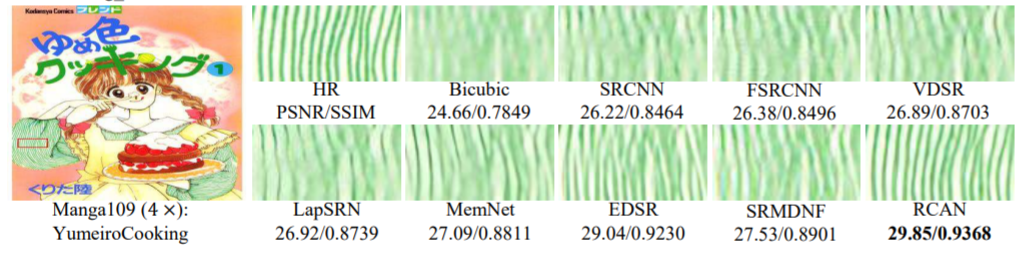 Kodansya Comics フレンド
ゆめ色
クッキング 1
くりた陸
Manga109 (4 ×):
YumeiroCooking
HR
PSNR/SSIM
Bicubic
24.66/0.7849
SRCNN
26.22/0.8464
FSRCNN
26.38/0.8496
VDSR
26.89/0.8703
LapSRN
26.92/0.8739
MemNet
27.09/0.8811
EDSR
29.04/0.9230
SRMDNF
27.53/0.8901
RCAN
29.85/0.9368